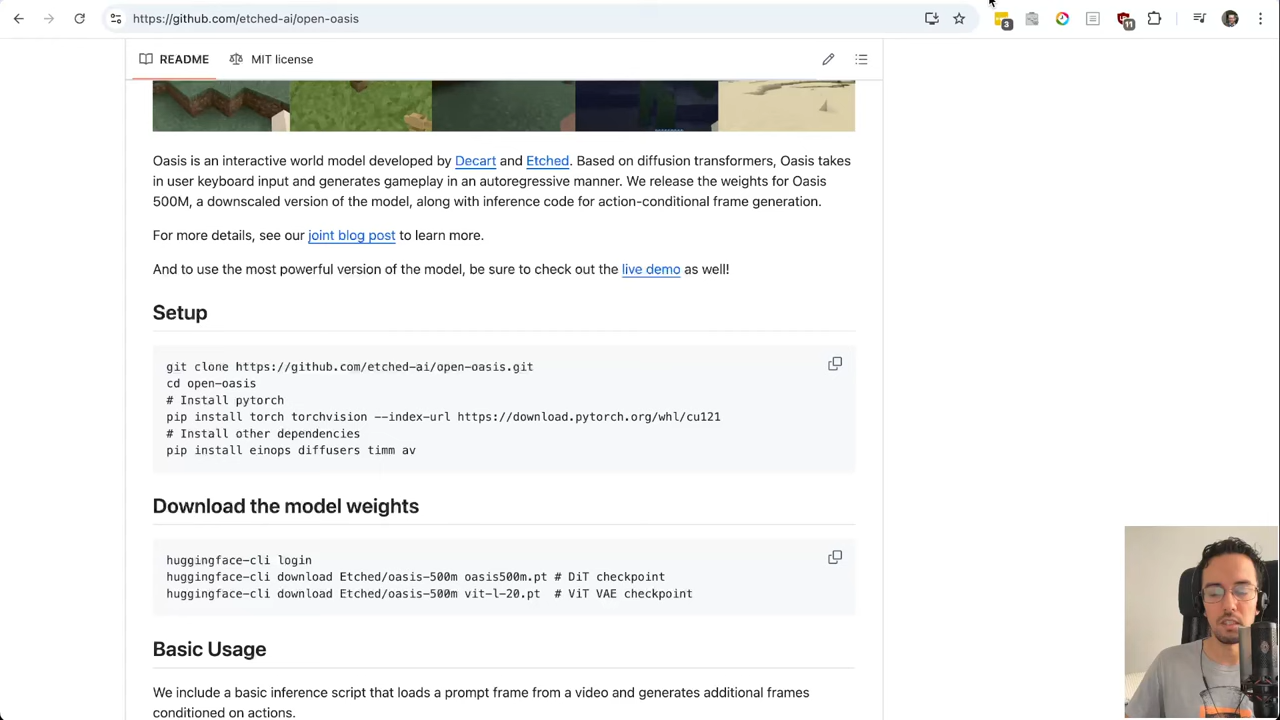 https://github.com/etched-ai/open-oasis
3
11
README
MIT license
Oasis is an interactive world model developed by Decart and Etched. Based on diffusion transformers, Oasis takes
in user keyboard input and generates gameplay in an autoregressive manner. We release the weights for Oasis
500M, a downscaled version of the model, along with inference code for action-conditional frame generation.
For more details, see our joint blog post to learn more.
And to use the most powerful version of the model, be sure to check out the live demo as well!
Setup
git clone https://github.com/etched-ai/open-oasis.git
cd open-oasis
# Install pytorch
pip install torch torchvision --index-url https://download.pytorch.org/whl/cu121
# Install other dependencies
pip install einops diffusers timm av
Download the model weights
huggingface-cli login
huggingface-cli download Etched/oasis-500m oasis500m.pt # DiT checkpoint
huggingface-cli download Etched/oasis-500m vit-l-20.pt  # ViT VAE checkpoint
Basic Usage
We include a basic inference script that loads a prompt frame from a video and generates additional frames
conditioned on actions.